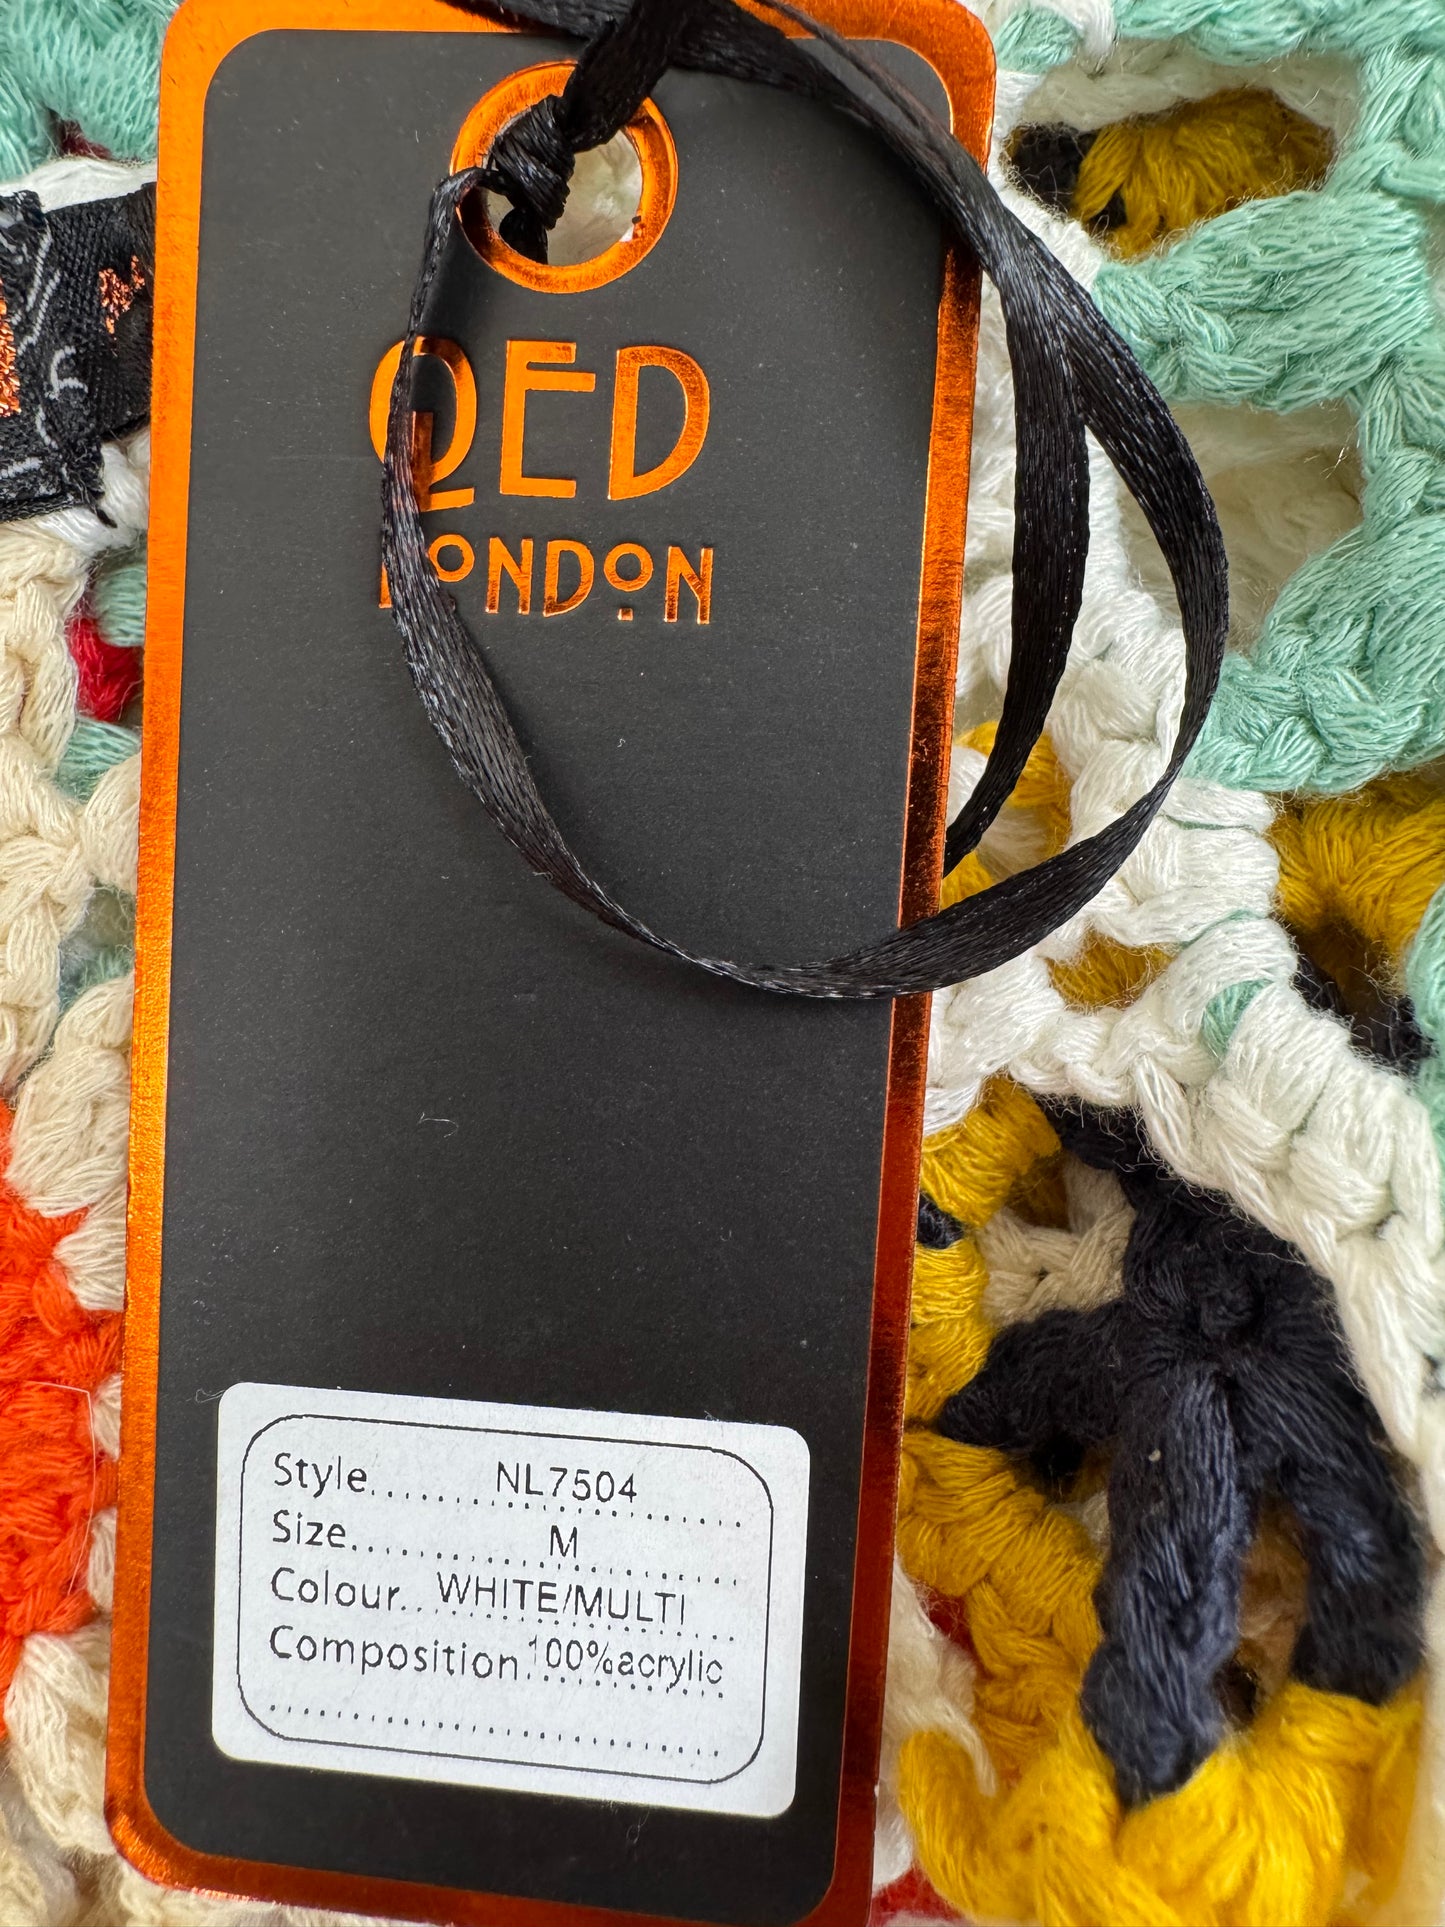 QED
LONDON
Style.............NL7504
Size..............M
Colour..WHITE/MULTI
Composition.100%acrylic